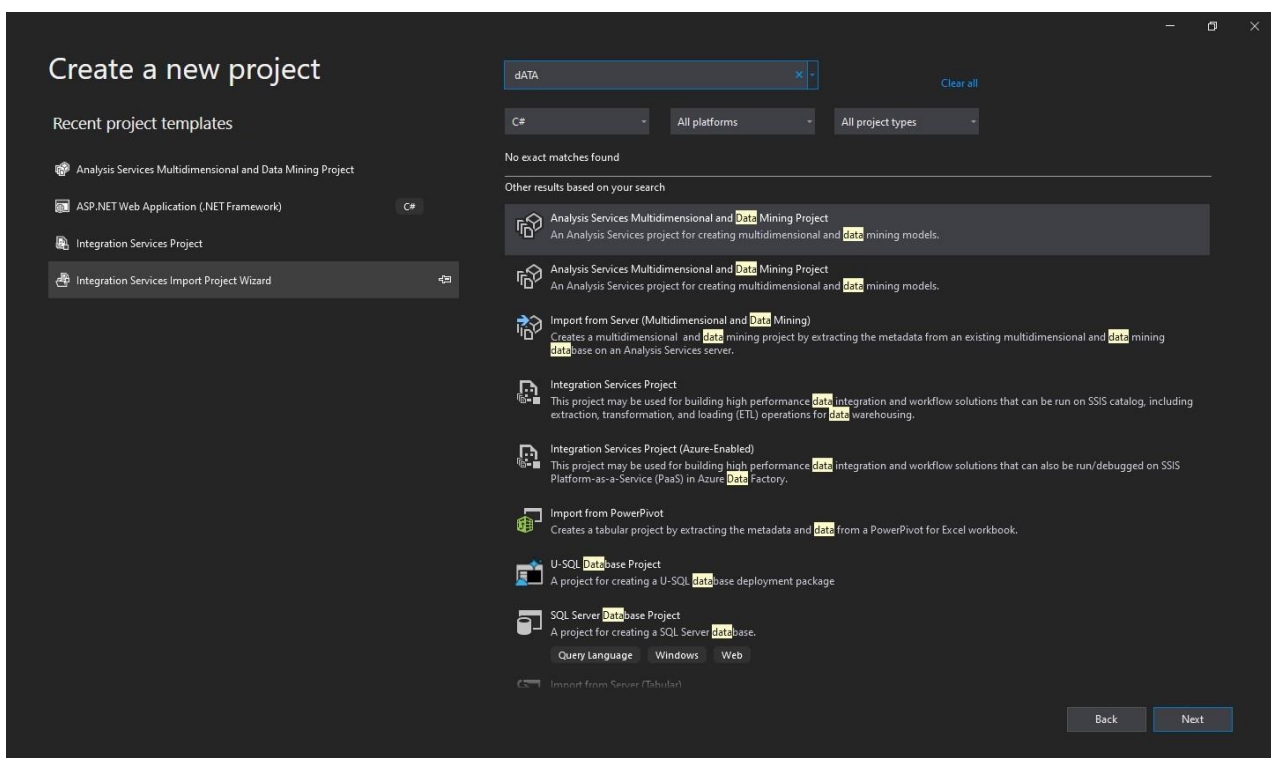 Create a new project
Recent project templates
Analysis Services Multidimensional and Data Mining Project
ASP.NET Web Application (.NET Framework)
C#
Integration Services Project
Integration Services Import Project Wizard
dATA
Clear all
C#
All platforms
All project types
No exact matches found
Other results based on your search
Analysis Services Multidimensional and Data Mining Project
An Analysis Services project for creating multidimensional and data mining models.
Analysis Services Multidimensional and Data Mining Project
An Analysis Services project for creating multidimensional and data mining models.
Import from Server (Multidimensional and Data Mining)
Creates a multidimensional and data mining project by extracting the metadata from an existing multidimensional and data mining
database on an Analysis Services server.
Integration Services Project
This project may be used for building high performance data integration and workflow solutions that can be run on SSIS catalog, including
extraction, transformation, and loading (ETL) operations for data warehousing.
Integration Services Project (Azure-Enabled)
This project may be used for building high performance data integration and workflow solutions that can also be run/debugged on SSIS
Platform-as-a-Service (PaaS) in Azure Data Factory.
Import from PowerPivot
Creates a tabular project by extracting the metadata and data from a PowerPivot for Excel workbook.
U-SQL Database Project
A project for creating a U-SQL database deployment package
SQL Server Database Project
A project for creating a SQL Server database.
Query Language
Windows
Web
Import from Server (Tabular)
Back
Next